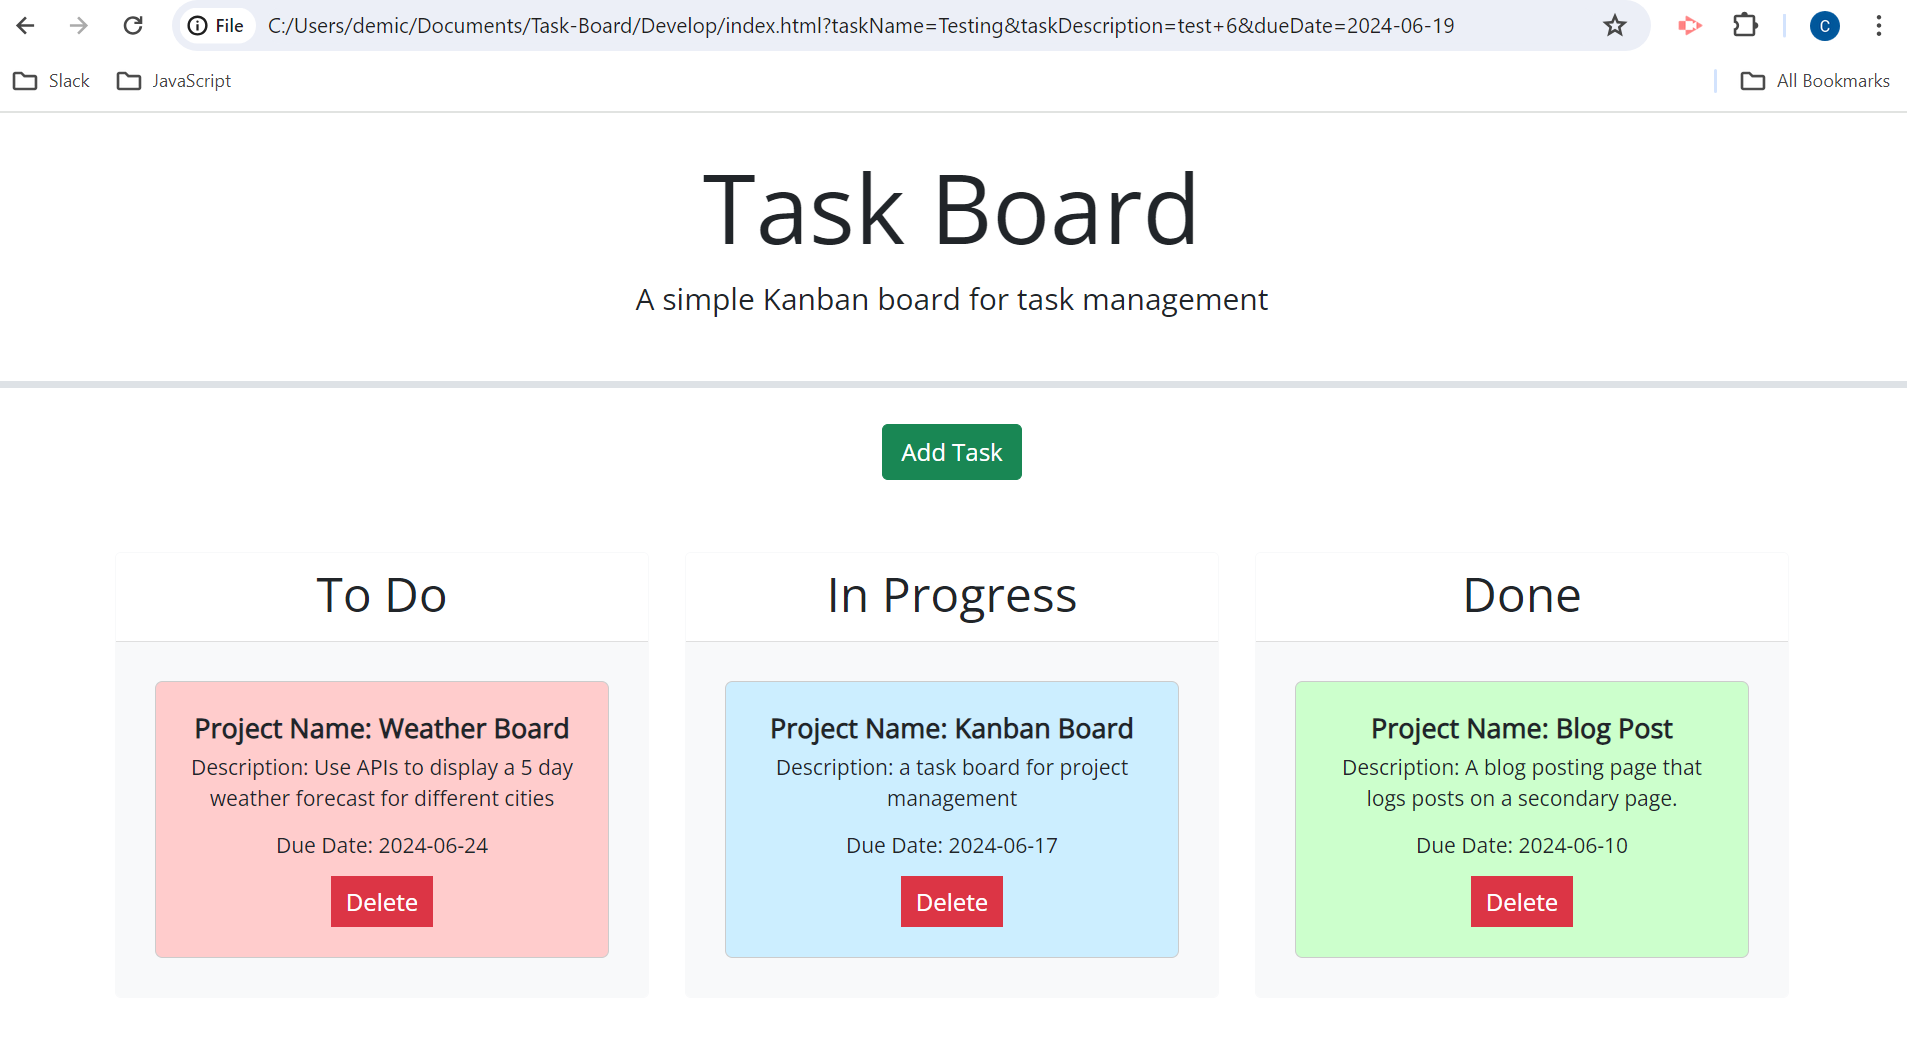 File C:/Users/demic/Documents/Task-Board/Develop/index.html?taskName=Testing&taskDescription=test+6&dueDate=2024-06-19 C
Slack JavaScript All Bookmarks
Task Board
A simple Kanban board for task management
Add Task
To Do
Project Name: Weather Board
Description: Use APIs to display a 5 day
weather forecast for different cities
Due Date: 2024-06-24
Delete
In Progress
Project Name: Kanban Board
Description: a task board for project
management
Due Date: 2024-06-17
Delete
Done
Project Name: Blog Post
Description: A blog posting page that
logs posts on a secondary page.
Due Date: 2024-06-10
Delete